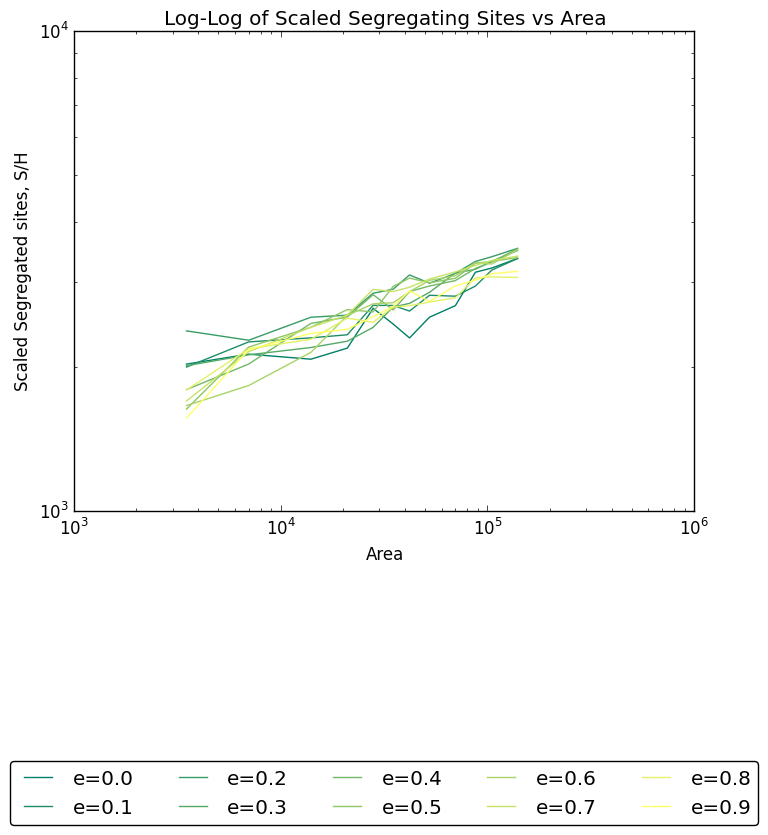 Log-Log of Scaled Segregating Sites vs Area
10^4
10^3
Scaled Segregated sites, S/H
10^3 10^4 10^5 10^6
Area
e=0.0 e=0.2 e=0.4 e=0.6 e=0.8
e=0.1 e=0.3 e=0.5 e=0.7 e=0.9